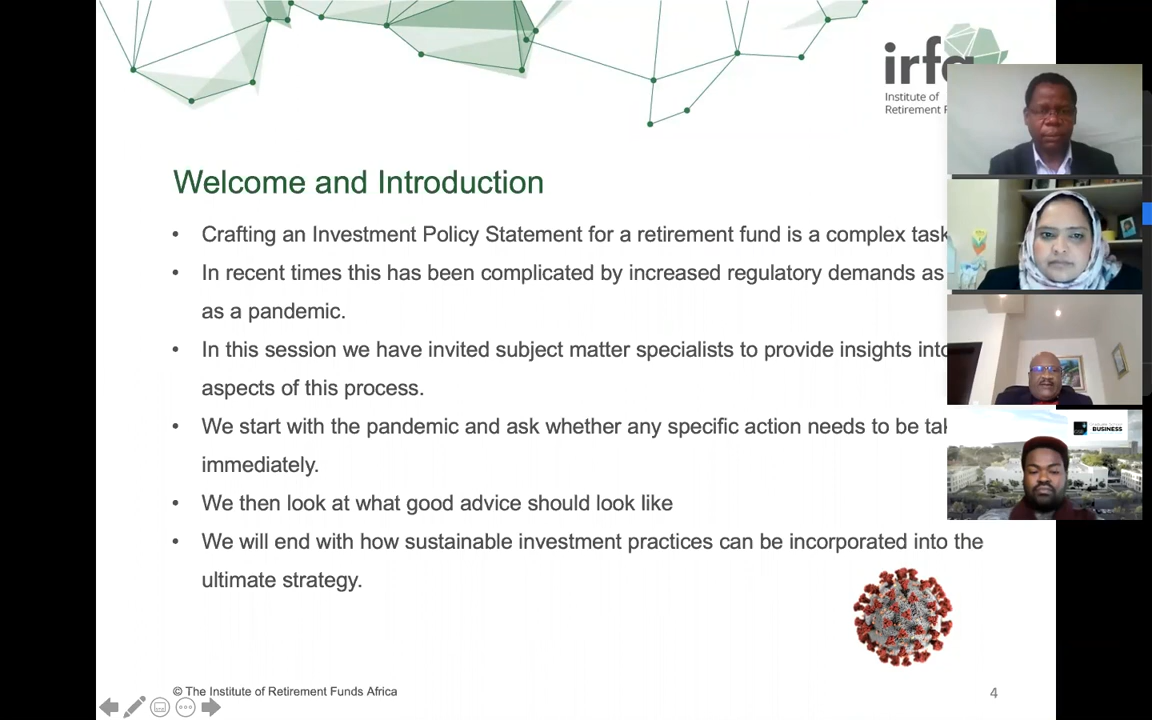 irfa
Institute of
Retirement
Welcome and Introduction
• Crafting an Investment Policy Statement for a retirement fund is a complex task
• In recent times this has been complicated by increased regulatory demands as
as a pandemic.
• In this session we have invited subject matter specialists to provide insights into
aspects of this process.
• We start with the pandemic and ask whether any specific action needs to be
immediately.
• We then look at what good advice should look like
• We will end with how sustainable investment practices can be incorporated into the
ultimate strategy.
BUSINESS
© The Institute of Retirement Funds Africa
4